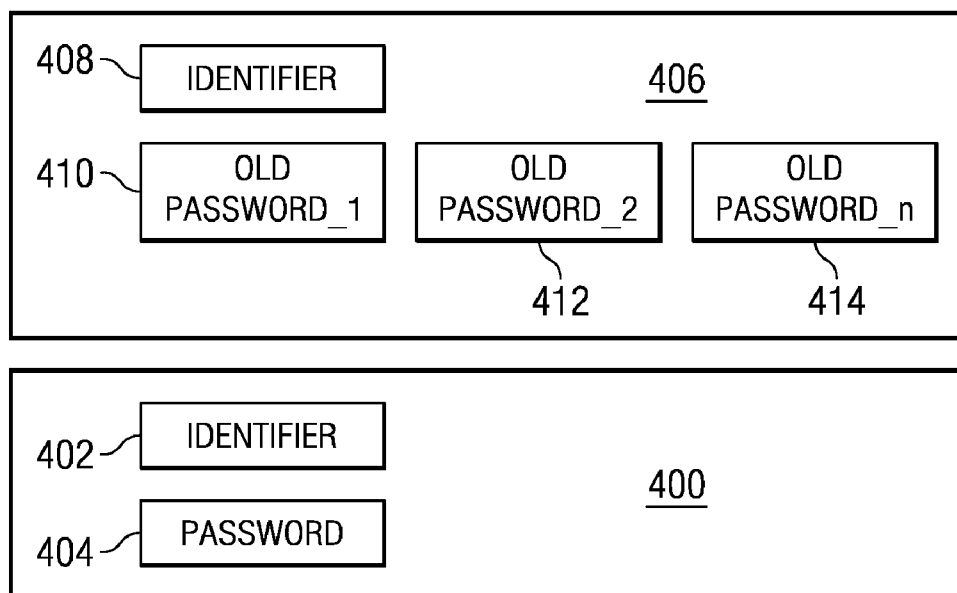 408 IDENTIFIER 406
410 OLD PASSWORD_1 OLD PASSWORD_2 OLD PASSWORD_n
412 414
402 IDENTIFIER
400
404 PASSWORD